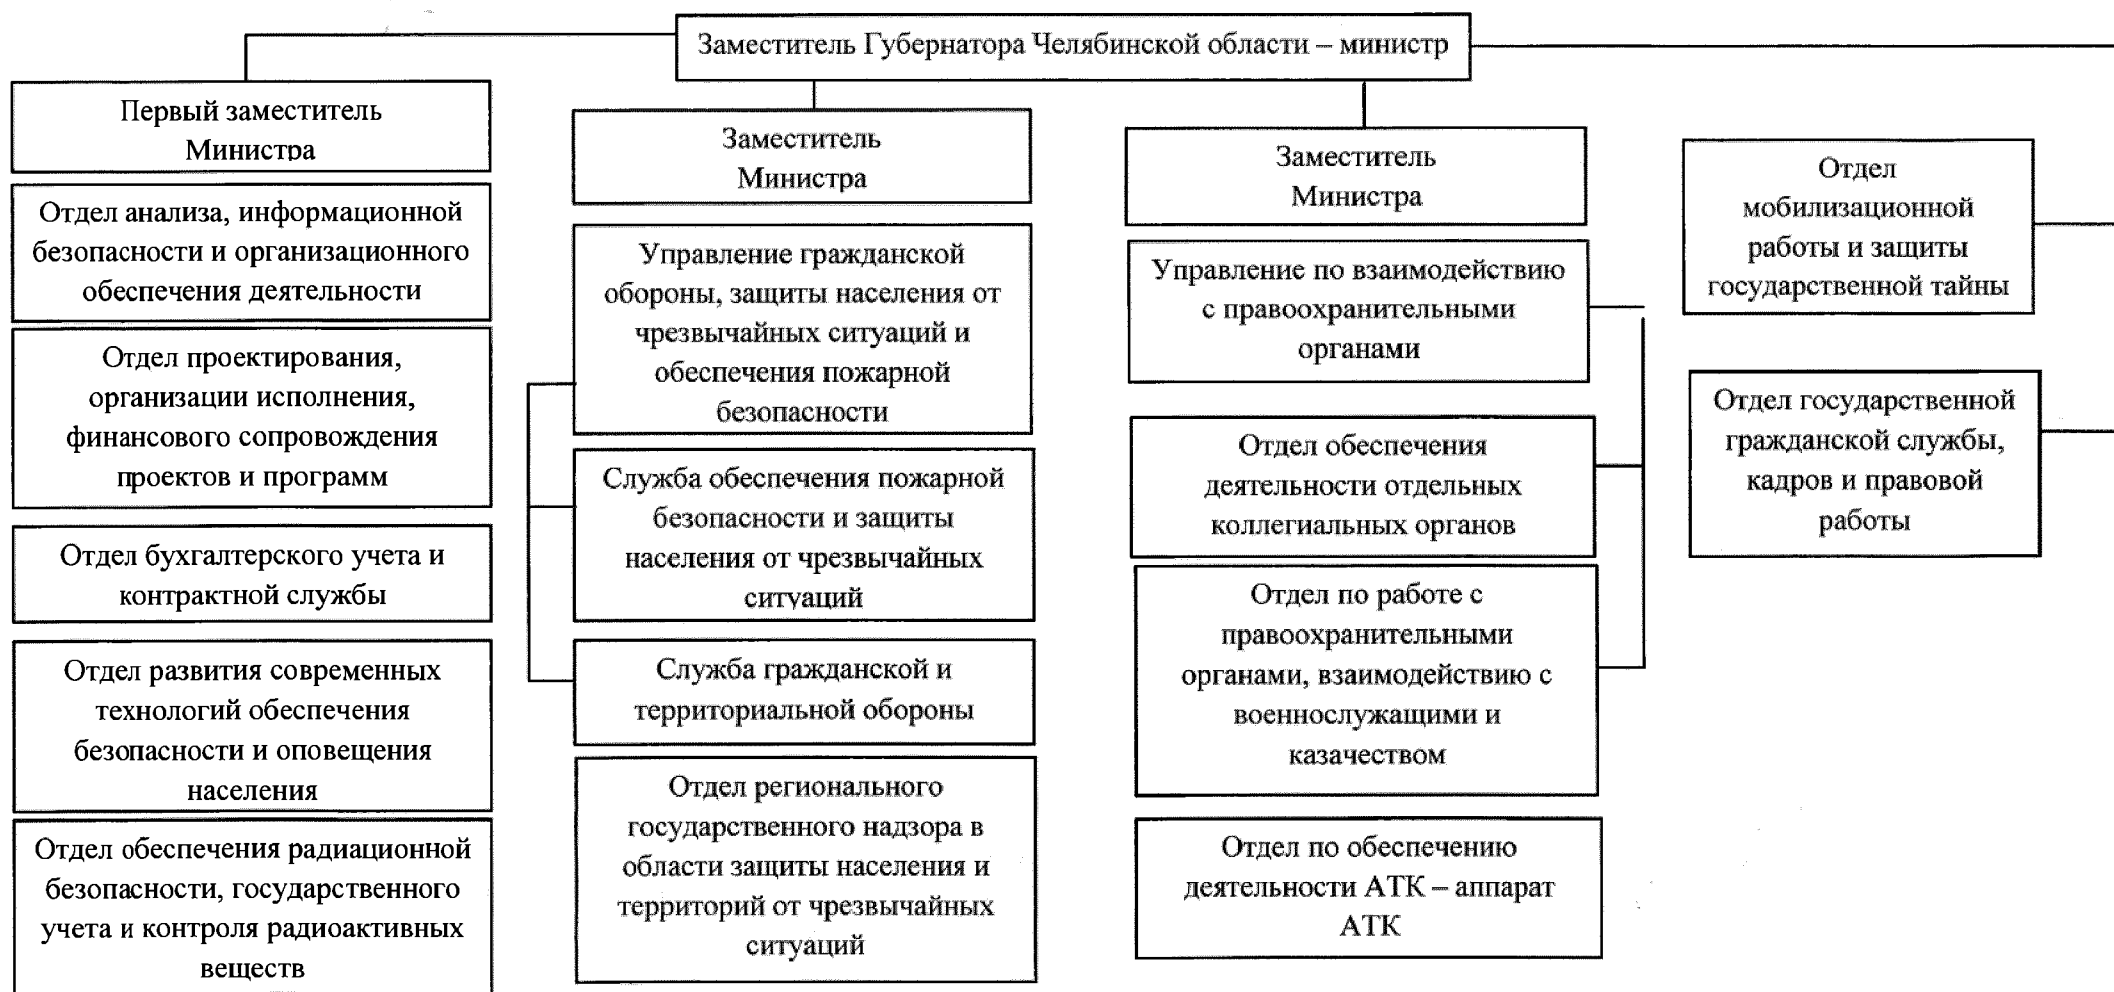 Заместитель Губернатора Челябинской области – министр
Первый заместитель
Министра
Отдел анализа, информационной
безопасности и организационного
обеспечения деятельности
Отдел проектирования,
организации исполнения,
финансового сопровождения
проектов и программ
Отдел бухгалтерского учета и
контрактной службы
Отдел развития современных
технологий обеспечения
безопасности и оповещения
населения
Отдел обеспечения радиационной
безопасности, государственного
учета и контроля радиоактивных
веществ
Заместитель
Министра
Управление гражданской
обороны, защиты населения от
чрезвычайных ситуаций и
обеспечения пожарной
безопасности
Служба обеспечения пожарной
безопасности и защиты
населения от чрезвычайных
ситуаций
Служба гражданской и
территориальной обороны
Отдел регионального
государственного надзора в
области защиты населения и
территорий от чрезвычайных
ситуаций
Заместитель
Министра
Управление по взаимодействию
с правоохранительными
органами
Отдел обеспечения
деятельности отдельных
коллегиальных органов
Отдел по работе с
правоохранительными
органами, взаимодействию с
военнослужащими и
казачеством
Отдел по обеспечению
деятельности АТК – аппарат
АТК
Отдел
мобилизационной
работы и защиты
государственной тайны
Отдел государственной
гражданской службы,
кадров и правовой
работы